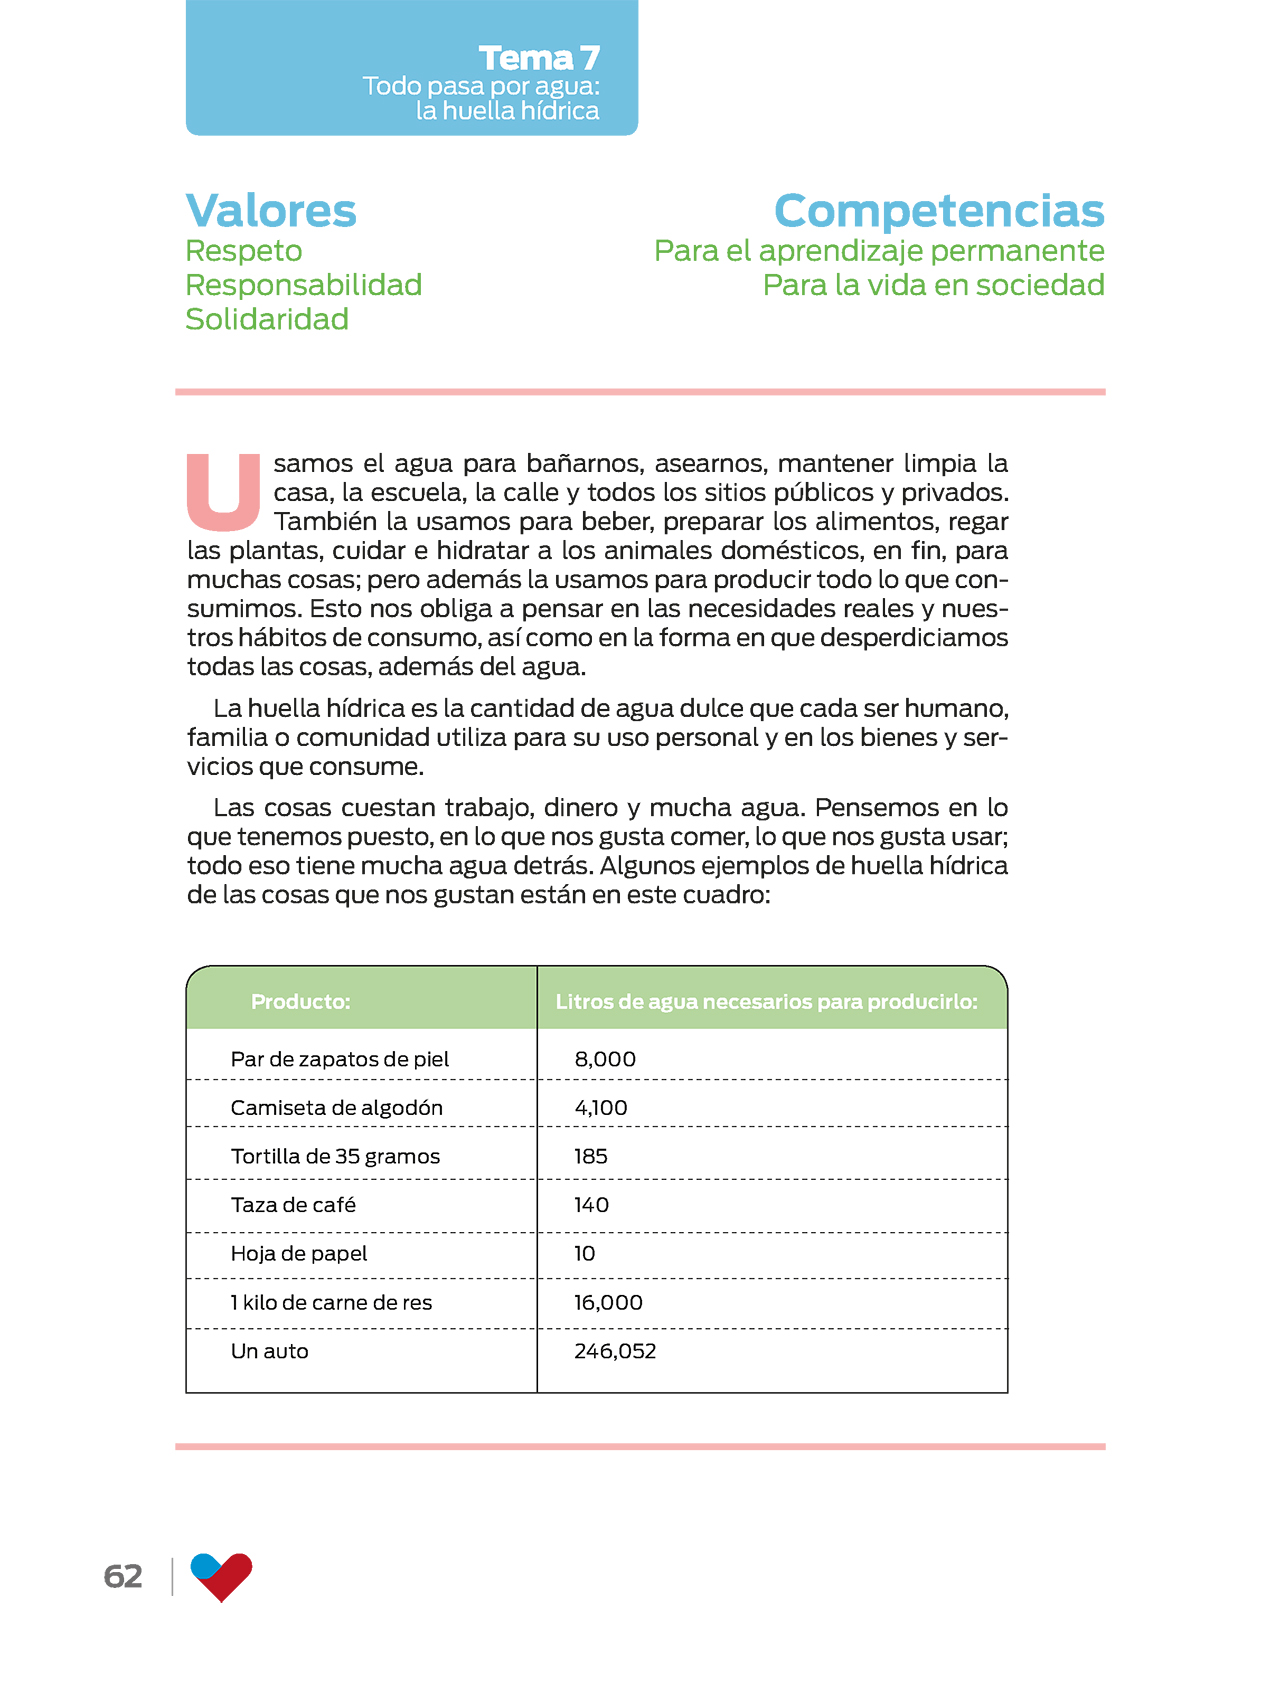 Tema 7
Todo pasa por agua:
la huella hídrica
Valores
Respeto
Responsabilidad
Solidaridad
Competencias
Para el aprendizaje permanente
Para la vida en sociedad
Usamos el agua para bañarnos, asearnos, mantener limpia la
casa, la escuela, la calle y todos los sitios públicos y privados.
También la usamos para beber, preparar los alimentos, regar
las plantas, cuidar e hidratar a los animales domésticos, en fin, para
muchas cosas; pero además la usamos para producir todo lo que con-
sumimos. Esto nos obliga a pensar en las necesidades reales y nues-
tros hábitos de consumo, así como en la forma en que desperdiciamos
todas las cosas, además del agua.
La huella hídrica es la cantidad de agua dulce que cada ser humano,
familia o comunidad utiliza para su uso personal y en los bienes y ser-
vicios que consume.
Las cosas cuestan trabajo, dinero y mucha agua. Pensemos en lo
que tenemos puesto, en lo que nos gusta comer, lo que nos gusta usar;
todo eso tiene mucha agua detrás. Algunos ejemplos de huella hídrica
de las cosas que nos gustan están en este cuadro:
Producto: Litros de agua necesarios para producirlo:
Par de zapatos de piel 8,000
Camiseta de algodón 4,100
Tortilla de 35 gramos 185
Taza de café 140
Hoja de papel 10
1 kilo de carne de res 16,000
Un auto 246,052
62